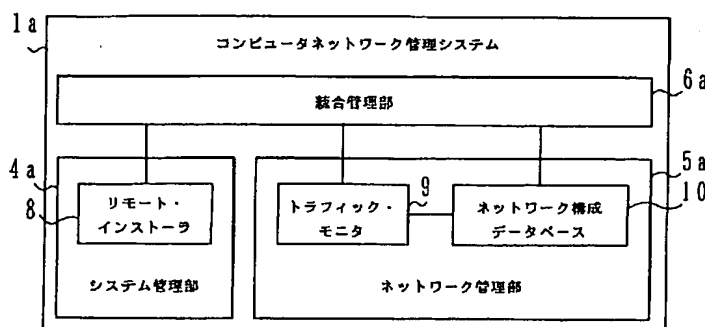 1a
コンピュータネットワーク管理システム
6a
統合管理部
4a
5a
8
リモート・
インストーラ
トラフィック・
モニタ
9
ネットワーク構成
データベース
10
システム管理部
ネットワーク管理部